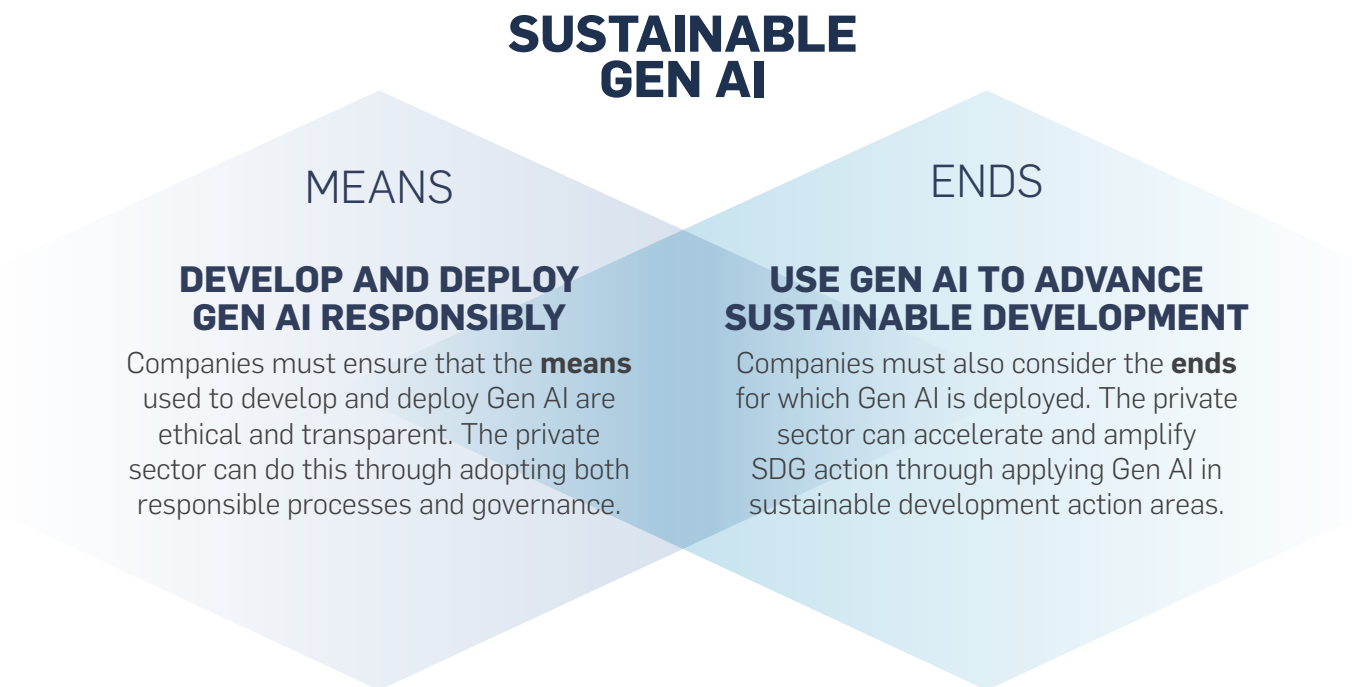 SUSTAINABLE
GEN AI
MEANS
DEVELOP AND DEPLOY
GEN AI RESPONSIBLY
Companies must ensure that the means
used to develop and deploy Gen AI are
ethical and transparent. The private
sector can do this through adopting both
responsible processes and governance.
ENDS
USE GEN AI TO ADVANCE
SUSTAINABLE DEVELOPMENT
Companies must also consider the ends
for which Gen AI is deployed. The private
sector can accelerate and amplify
SDG action through applying Gen AI in
sustainable development action areas.